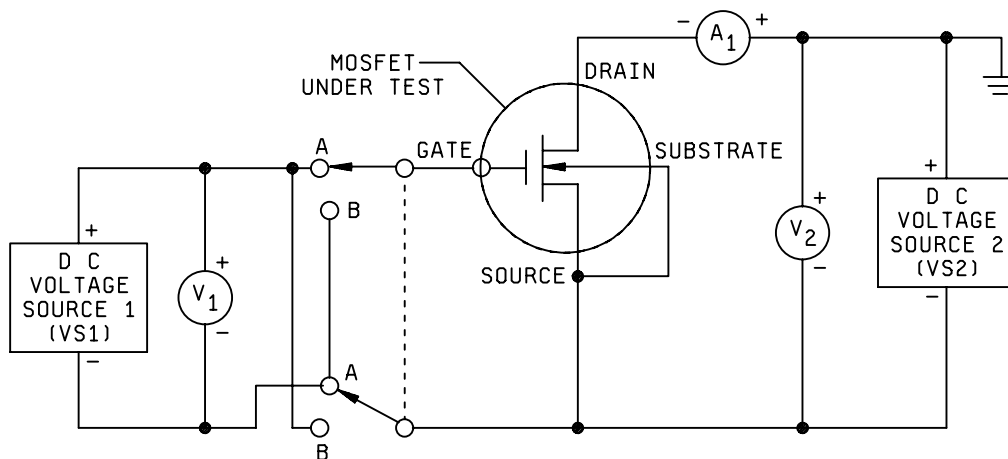 - A1 +
MOSFET
UNDER TEST
DRAIN
A
GATE
SUBSTRATE
B
+
D C
VOLTAGE
SOURCE 1
(VS1)
-
+
V1
-
SOURCE
+
V2
-
+
D C
VOLTAGE
SOURCE 2
(VS2)
-
A
B